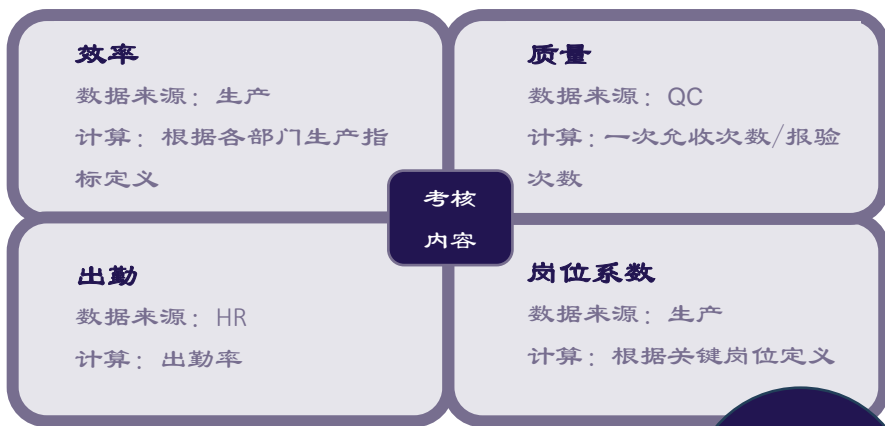 效率
数据来源：生产
计算：根据各部门生产指
标定义
质量
数据来源：QC
计算：一次允收次数/报验
次数
考核
内容
出勤
数据来源：HR
计算：出勤率
岗位系数
数据来源：生产
计算：根据关键岗位定义